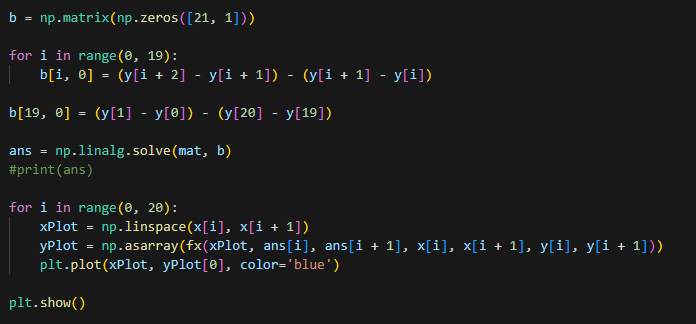 b = np.matrix(np.zeros([21, 1]))
for i in range(0, 19):
    b[i, 0] = (y[i + 2] - y[i + 1]) - (y[i + 1] - y[i])
b[19, 0] = (y[1] - y[0]) - (y[20] - y[19])
ans = np.linalg.solve(mat, b)
#print(ans)
for i in range(0, 20):
    xPlot = np.linspace(x[i], x[i + 1])
    yPlot = np.asarray(fx(xPlot, ans[i], ans[i + 1], x[i], x[i + 1], y[i], y[i + 1]))
    plt.plot(xPlot, yPlot[0], color='blue')
plt.show()